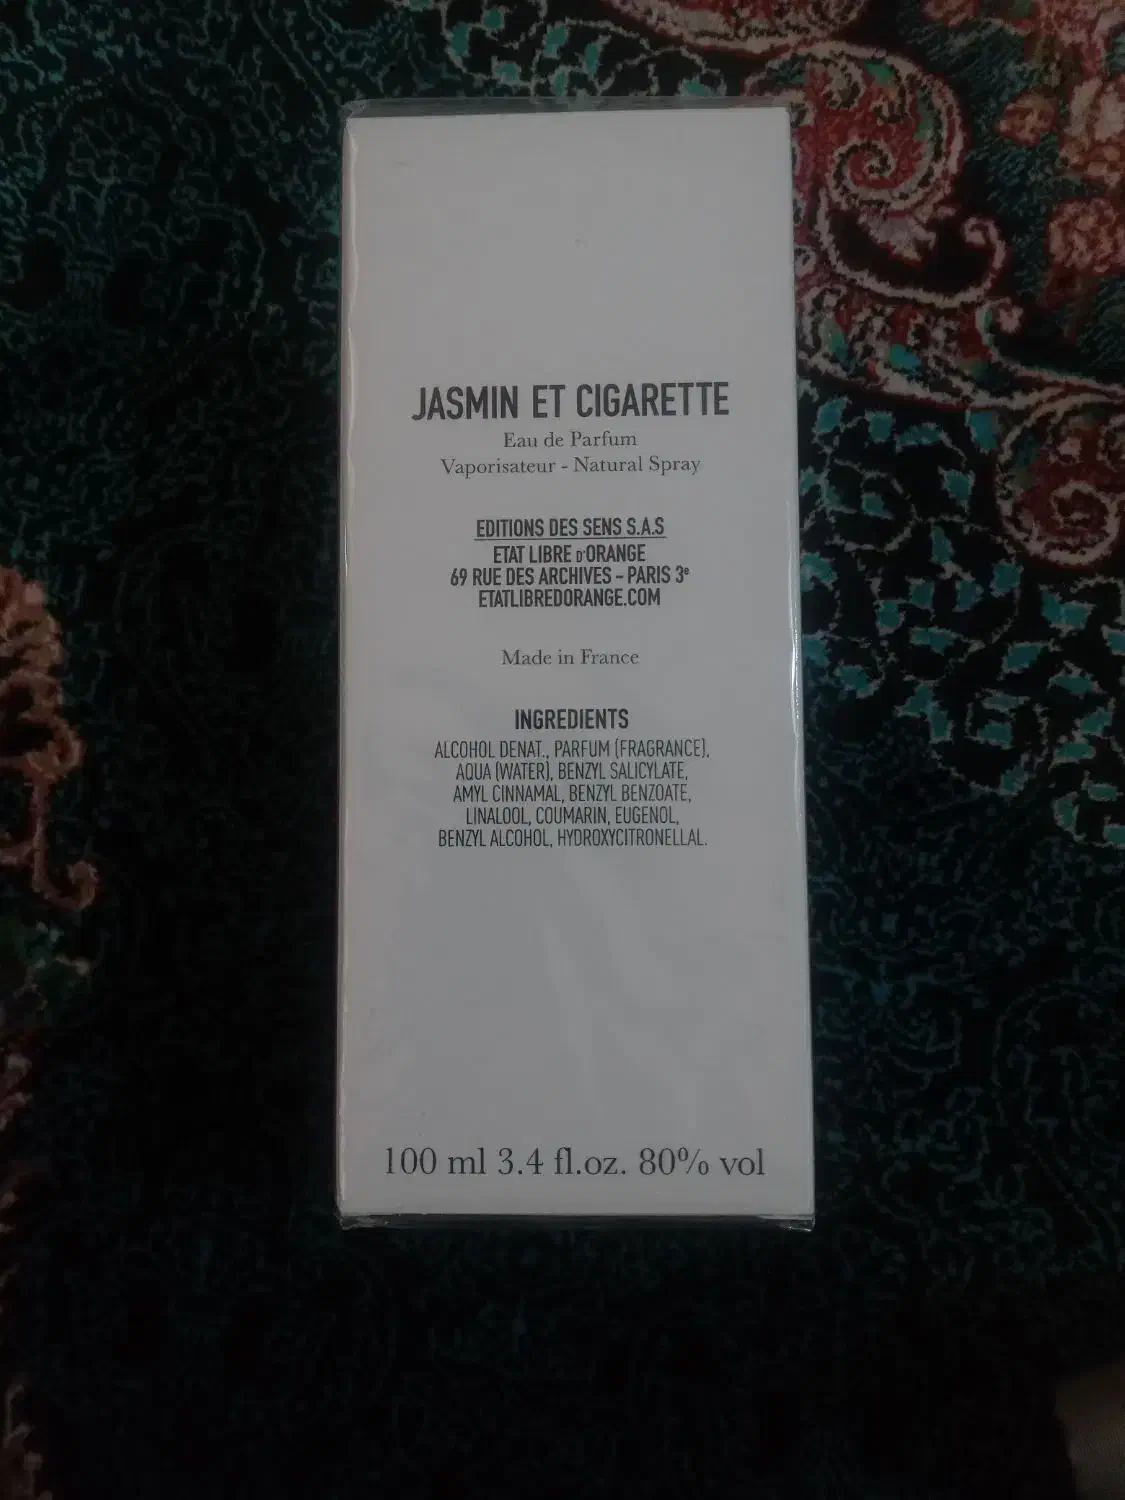 JASMIN ET CIGARETTE
Eau de Parfum
Vaporisateur - Natural Spray
EDITIONS DES SENS S.A.S
ETAT LIBRE D'ORANGE
69 RUE DES ARCHIVES - PARIS 3e
ETATLIBREDORANGE.COM
Made in France
INGREDIENTS
ALCOHOL DENAT., PARFUM (FRAGRANCE),
AQUA (WATER), BENZYL SALICYLATE,
AMYL CINNAMAL, BENZYL BENZOATE,
LINALOOL, COUMARIN, EUGENOL,
BENZYL ALCOHOL, HYDROXYCITRONELLAL.
100 ml 3.4 fl.oz. 80% vol